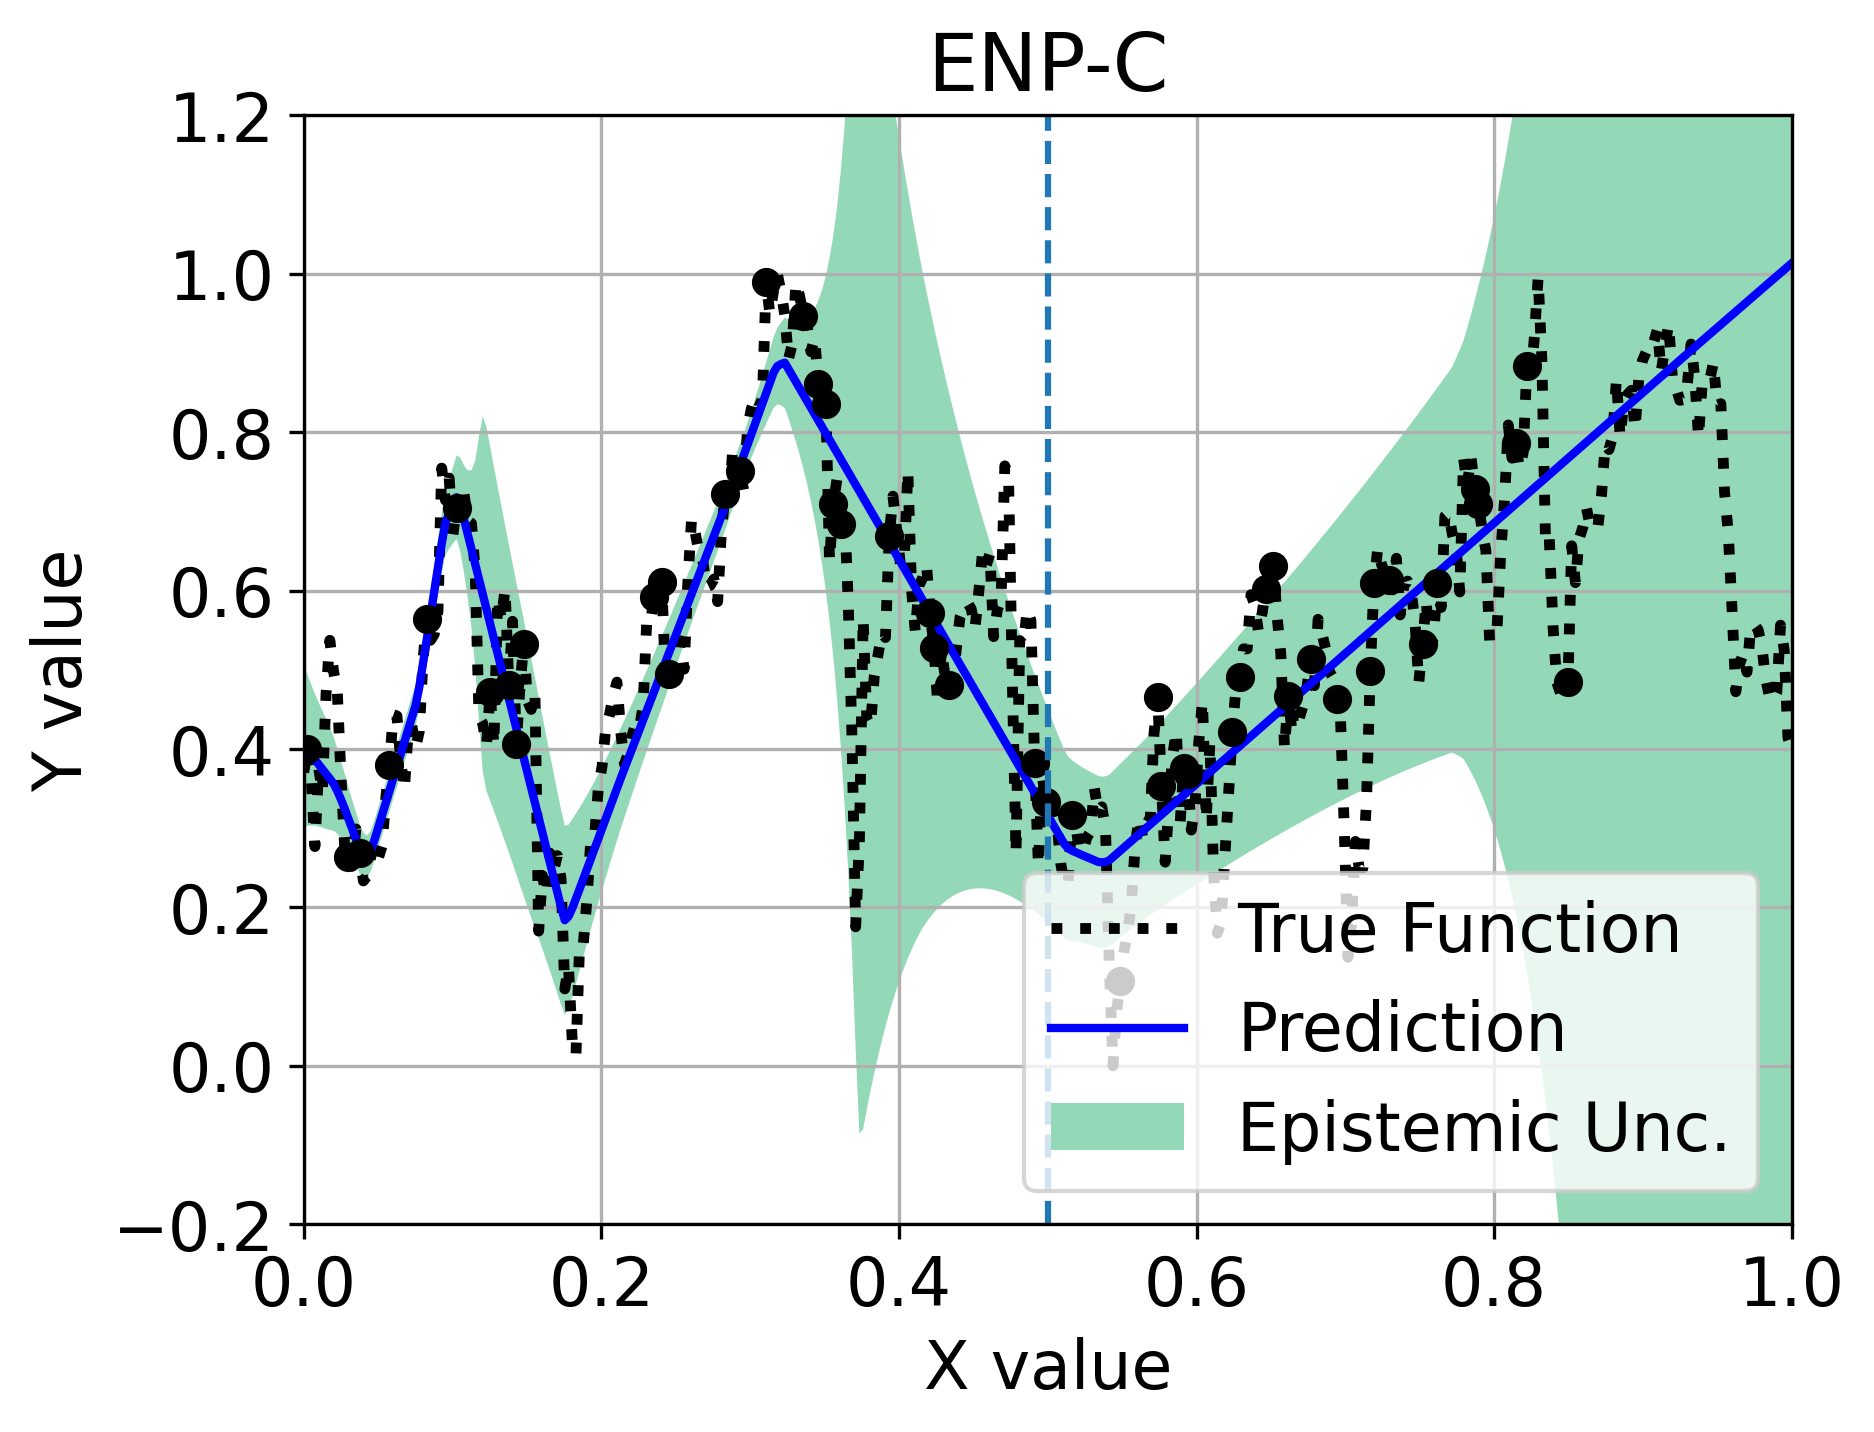 ENP-C
1.2
1.0
0.8
0.6
0.4
0.2
0.0
−0.2
Y value
True Function
Prediction
Epistemic Unc.
0.0 0.2 0.4 0.6 0.8 1.0
X value